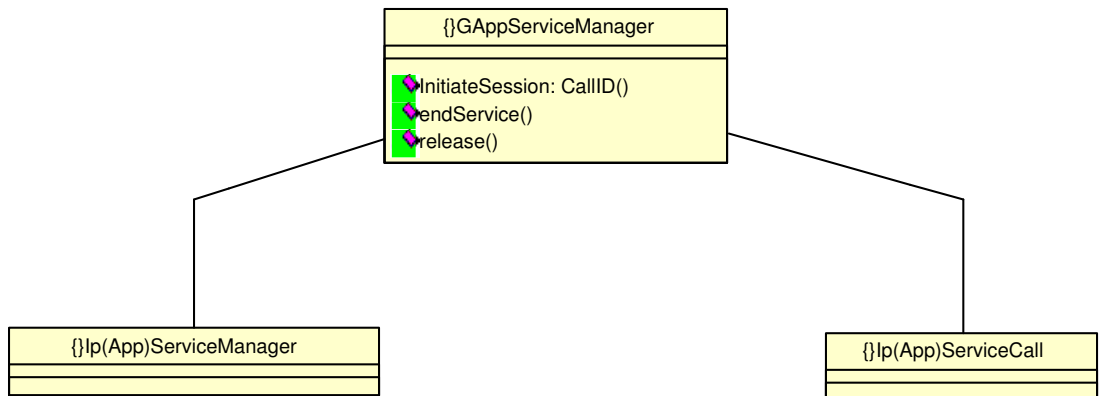 {}GAppServiceManager
InitiateSession: CallID()
endService()
release()
{}Ip(App)ServiceManager
{}Ip(App)ServiceCall